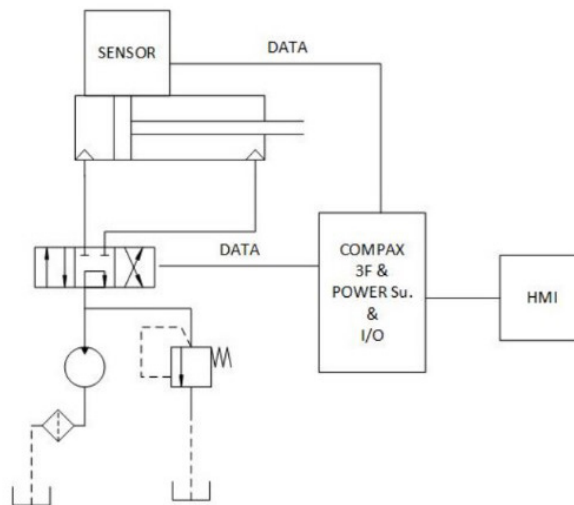 SENSOR
DATA
DATA
COMPAX
3F &
POWER Su.
&
I/O
HMI